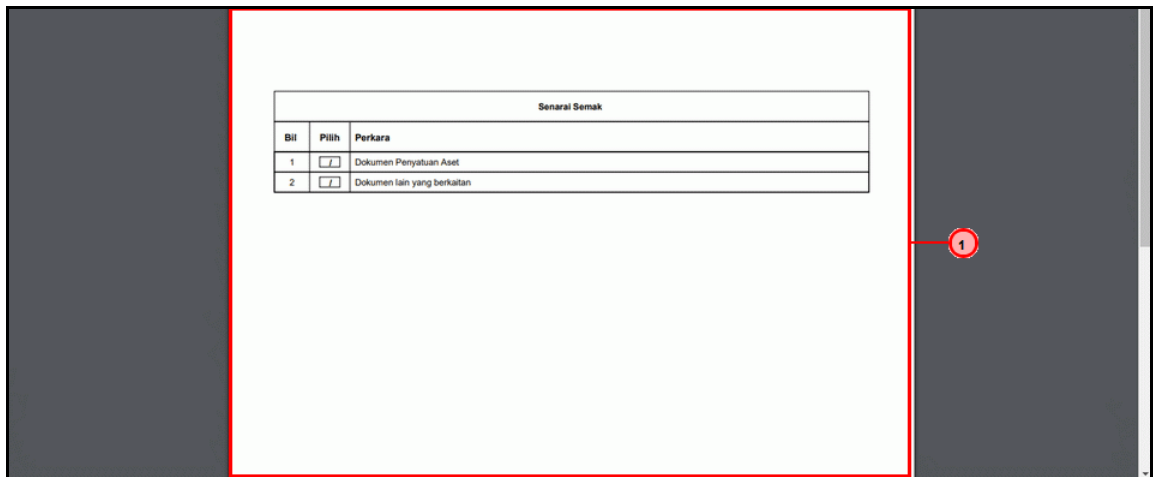 Senarai Semak
Bil Pilih Perkara
1 / Dokumen Penyatuan Aset
2 / Dokumen lain yang berkaitan
1